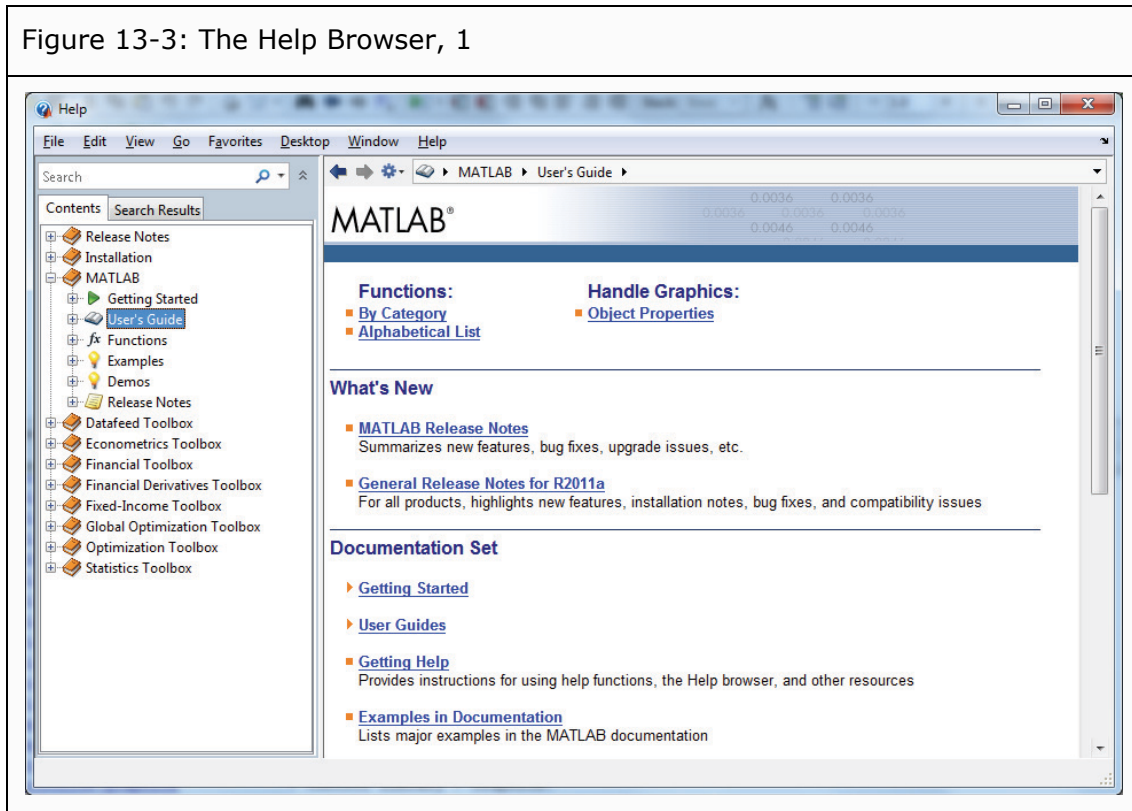 Figure 13-3: The Help Browser, 1
Help
File Edit View Go Favorites Desktop Window Help
Search
MATLAB ▸ User's Guide ▸
Contents Search Results
Release Notes
Installation
MATLAB
Getting Started
User's Guide
fx Functions
Examples
Demos
Release Notes
Datafeed Toolbox
Econometrics Toolbox
Financial Toolbox
Financial Derivatives Toolbox
Fixed-Income Toolbox
Global Optimization Toolbox
Optimization Toolbox
Statistics Toolbox
MATLAB®
0.0036 0.0036
0.0036 0.0036 0.0036
0.0046 0.0046
Functions:
By Category
Alphabetical List
Handle Graphics:
Object Properties
What's New
MATLAB Release Notes
Summarizes new features, bug fixes, upgrade issues, etc.
General Release Notes for R2011a
For all products, highlights new features, installation notes, bug fixes, and compatibility issues
Documentation Set
Getting Started
User Guides
Getting Help
Provides instructions for using help functions, the Help browser, and other resources
Examples in Documentation
Lists major examples in the MATLAB documentation